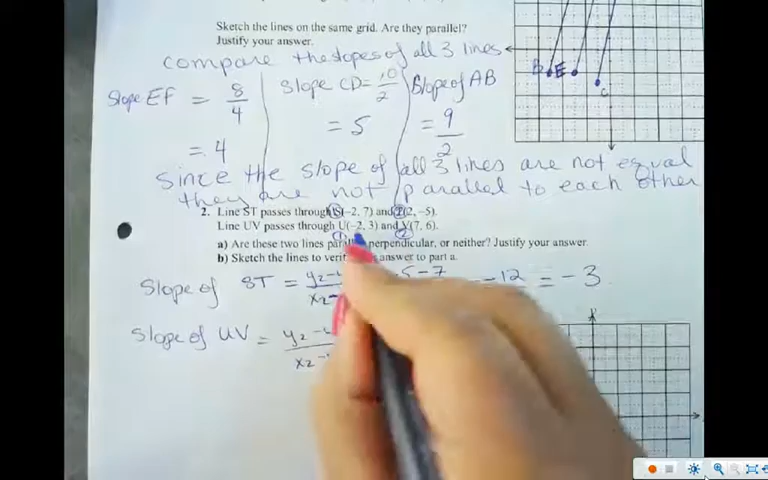 Sketch the lines on the same grid. Are they parallel?
Justify your answer.
compare the slopes of all 3 lines
Slope EF = 8/4
= 4
Slope CD = 10/2
= 5
Slope of AB
= 9/2
B E
C
Since the slope of all 3 lines are not equal
they are not parallel to each other
2. Line ST passes through S(−2, 7) and T(2, −5).
Line UV passes through U(−2, 3) and V(7, 6).
a) Are these two lines parallel, perpendicular, or neither? Justify your answer.
b) Sketch the lines to verify answer to part a.
Slope of ST = y2 − x2 − −5 − 7 −12 = −3
Slope of UV = y2 − x2 −